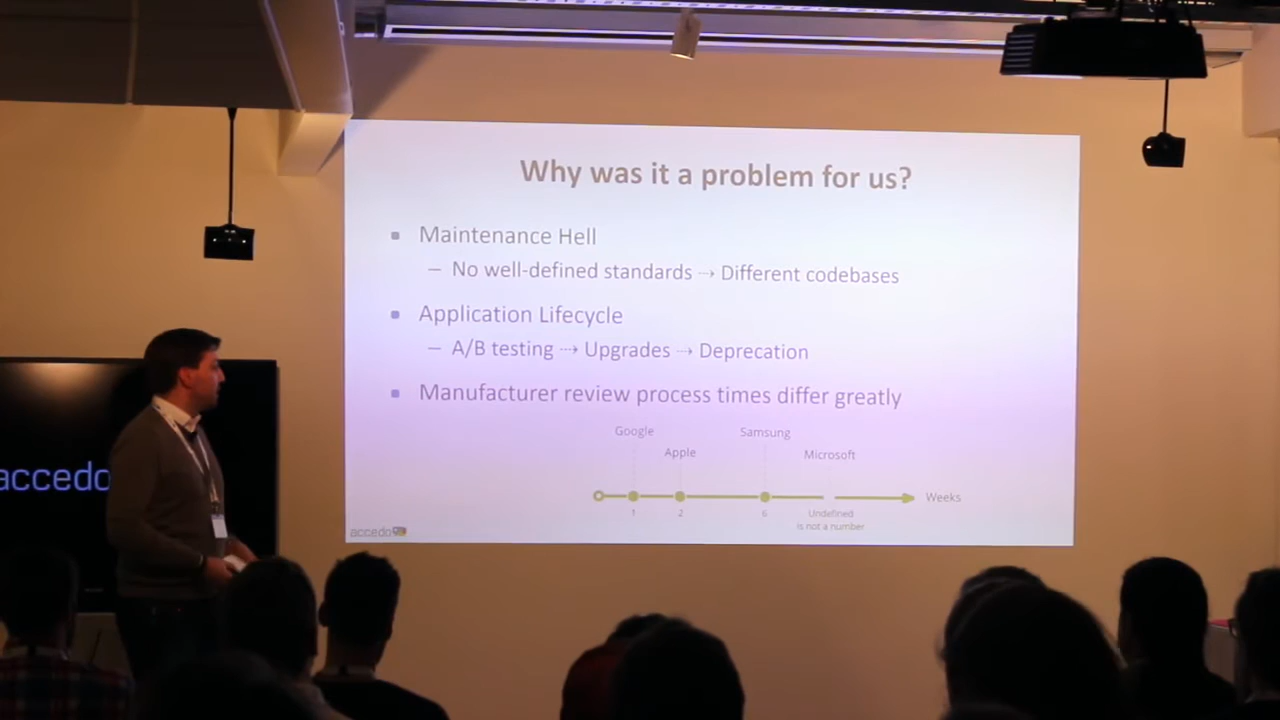 Why was it a problem for us?
▪ Maintenance Hell
– No well-defined standards ⇢ Different codebases
▪ Application Lifecycle
– A/B testing ⇢ Upgrades ⇢ Deprecation
▪ Manufacturer review process times differ greatly
Google
Samsung
Apple
Microsoft
Weeks
1
2
6
Undefined
is not a number
accedo
accedo